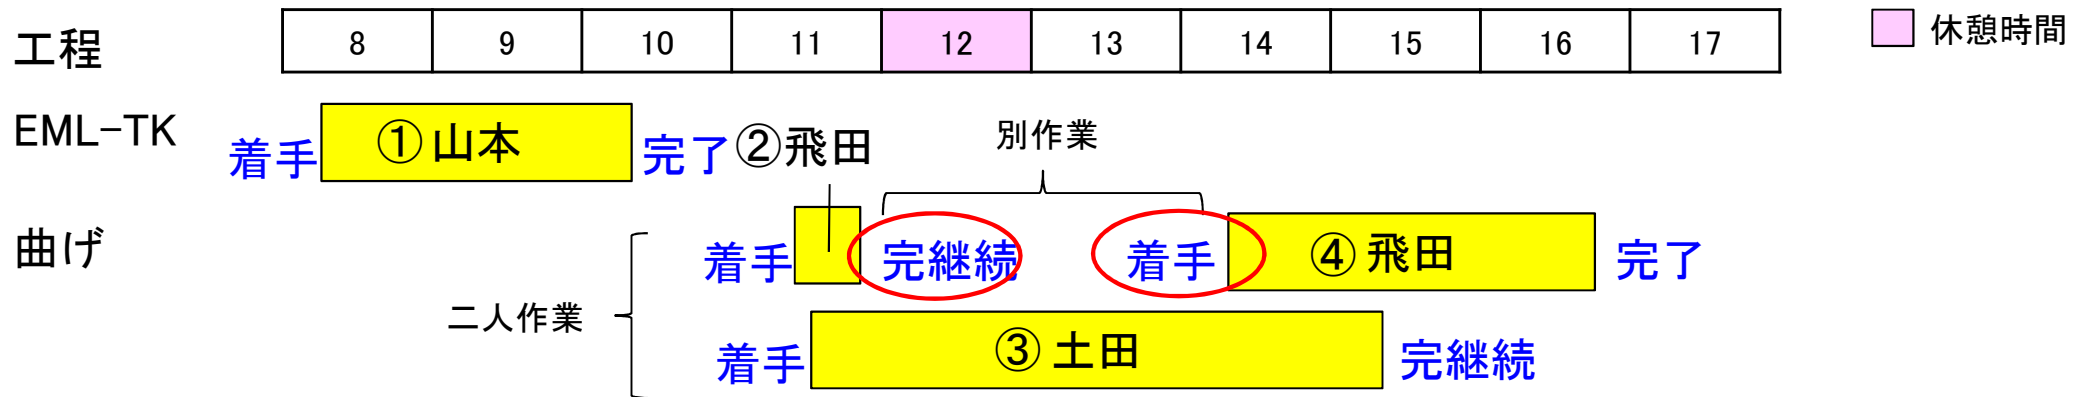 工程 8 9 10 11 12 13 14 15 16 17 休憩時間
EML-TK 着手 ①山本 完了 ②飛田 別作業
曲げ 着手 完継続 着手 ④飛田 完了
二人作業
着手 ③土田 完継続